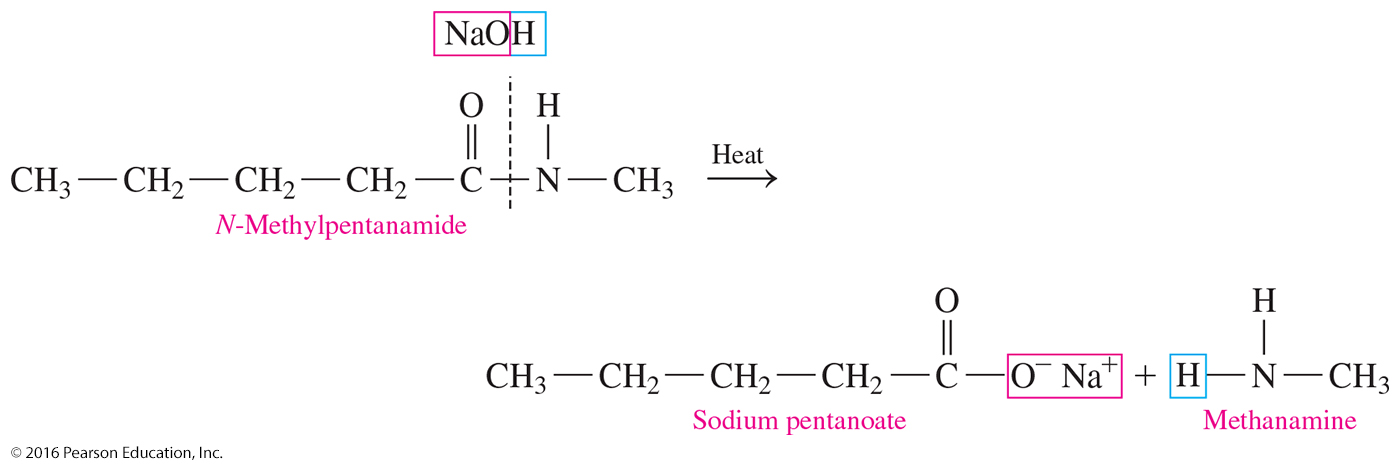 NaOH
O H
CH₃—CH₂—CH₂—CH₂—C—N—CH₃ Heat
N-Methylpentanamide
O H
CH₃—CH₂—CH₂—CH₂—C—O⁻ Na⁺ + H—N—CH₃
Sodium pentanoate Methanamine
© 2016 Pearson Education, Inc.